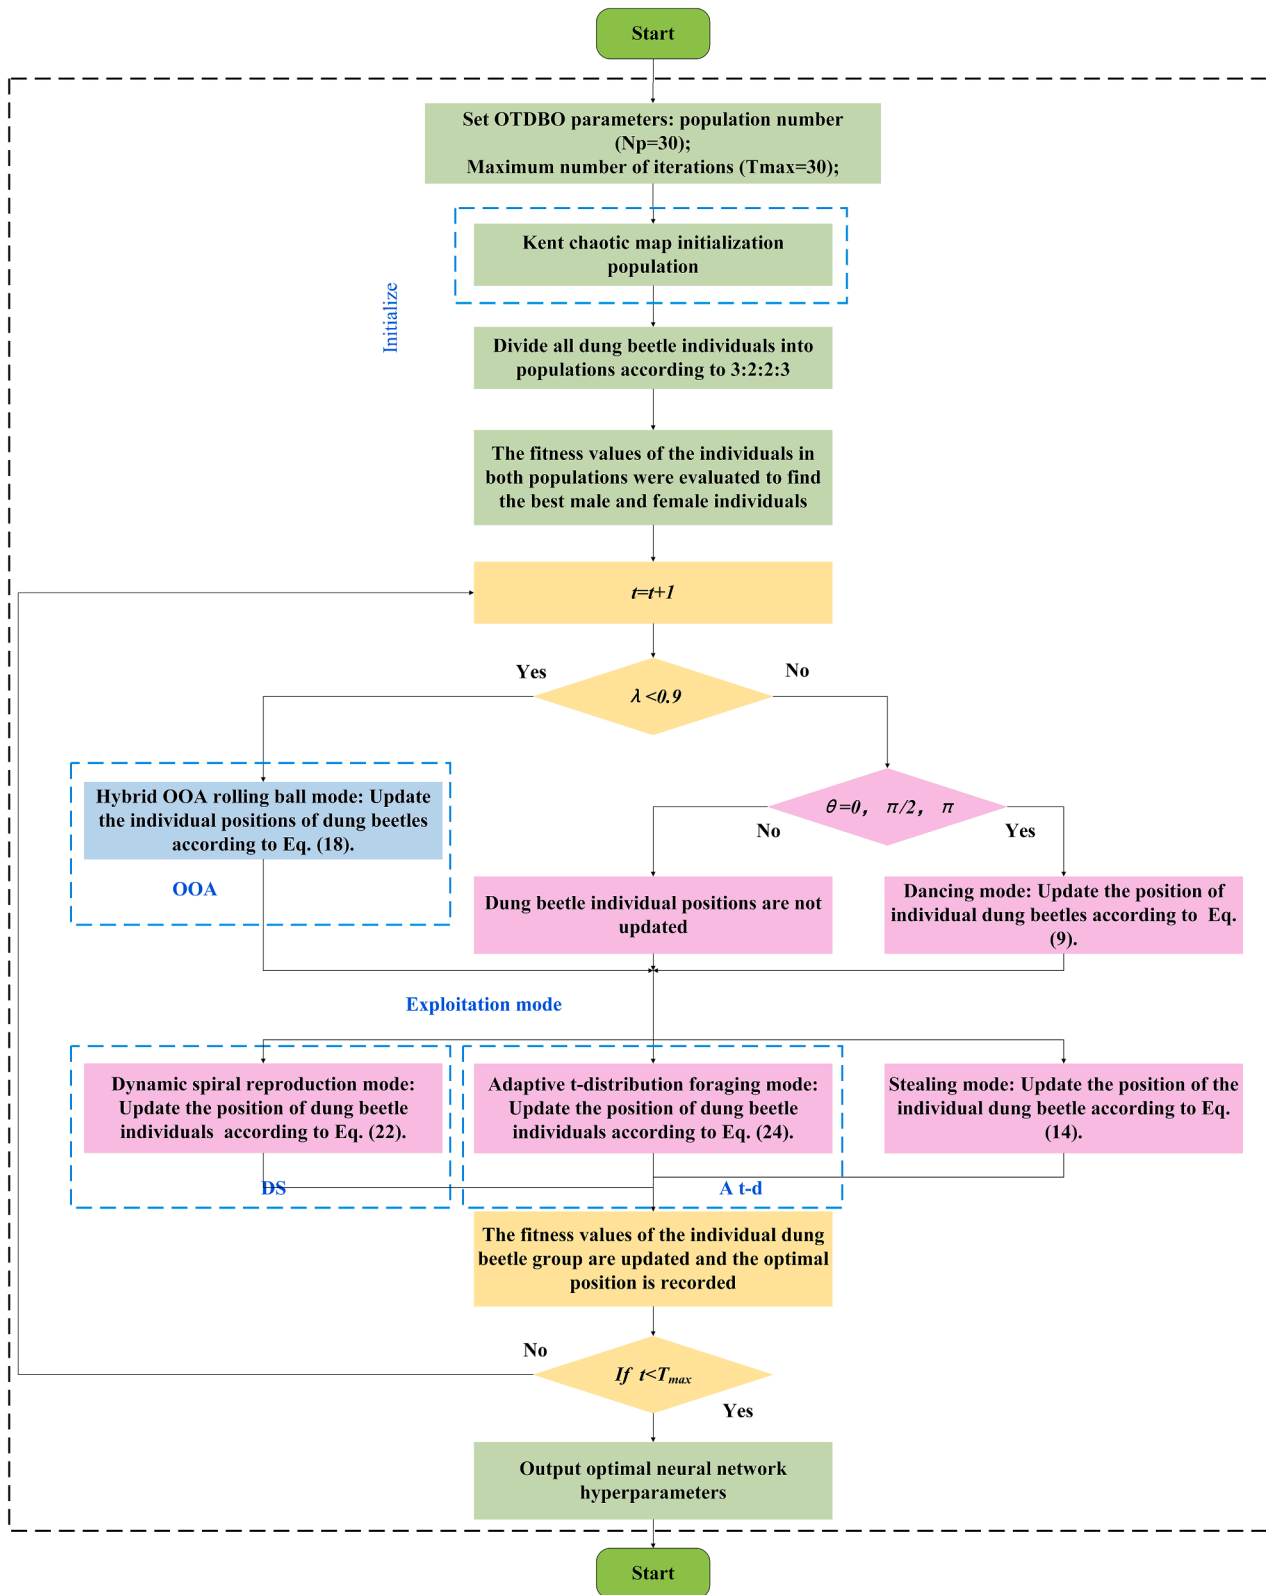 Start
Set OTDBO parameters: population number
(Np=30);
Maximum number of iterations (Tmax=30);
Kent chaotic map initialization
population
Initialize
Divide all dung beetle individuals into
populations according to 3:2:2:3
The fitness values of the individuals in
both populations were evaluated to find
the best male and female individuals
t=t+1
Yes
No
λ<0.9
Hybrid OOA rolling ball mode: Update
the individual positions of dung beetles
according to Eq. (18).
OOA
θ=0, π/2, π
No
Yes
Dung beetle individual positions are not
updated
Dancing mode: Update the position of
individual dung beetles according to Eq.
(9).
Exploitation mode
Dynamic spiral reproduction mode:
Update the position of dung beetle
individuals according to Eq. (22).
DS
Adaptive t-distribution foraging mode:
Update the position of dung beetle
individuals according to Eq. (24).
A t-d
Stealing mode: Update the position of the
individual dung beetle according to Eq.
(14).
The fitness values of the individual dung
beetle group are updated and the optimal
position is recorded
No
If t<Tmax
Yes
Output optimal neural network
hyperparameters
Start